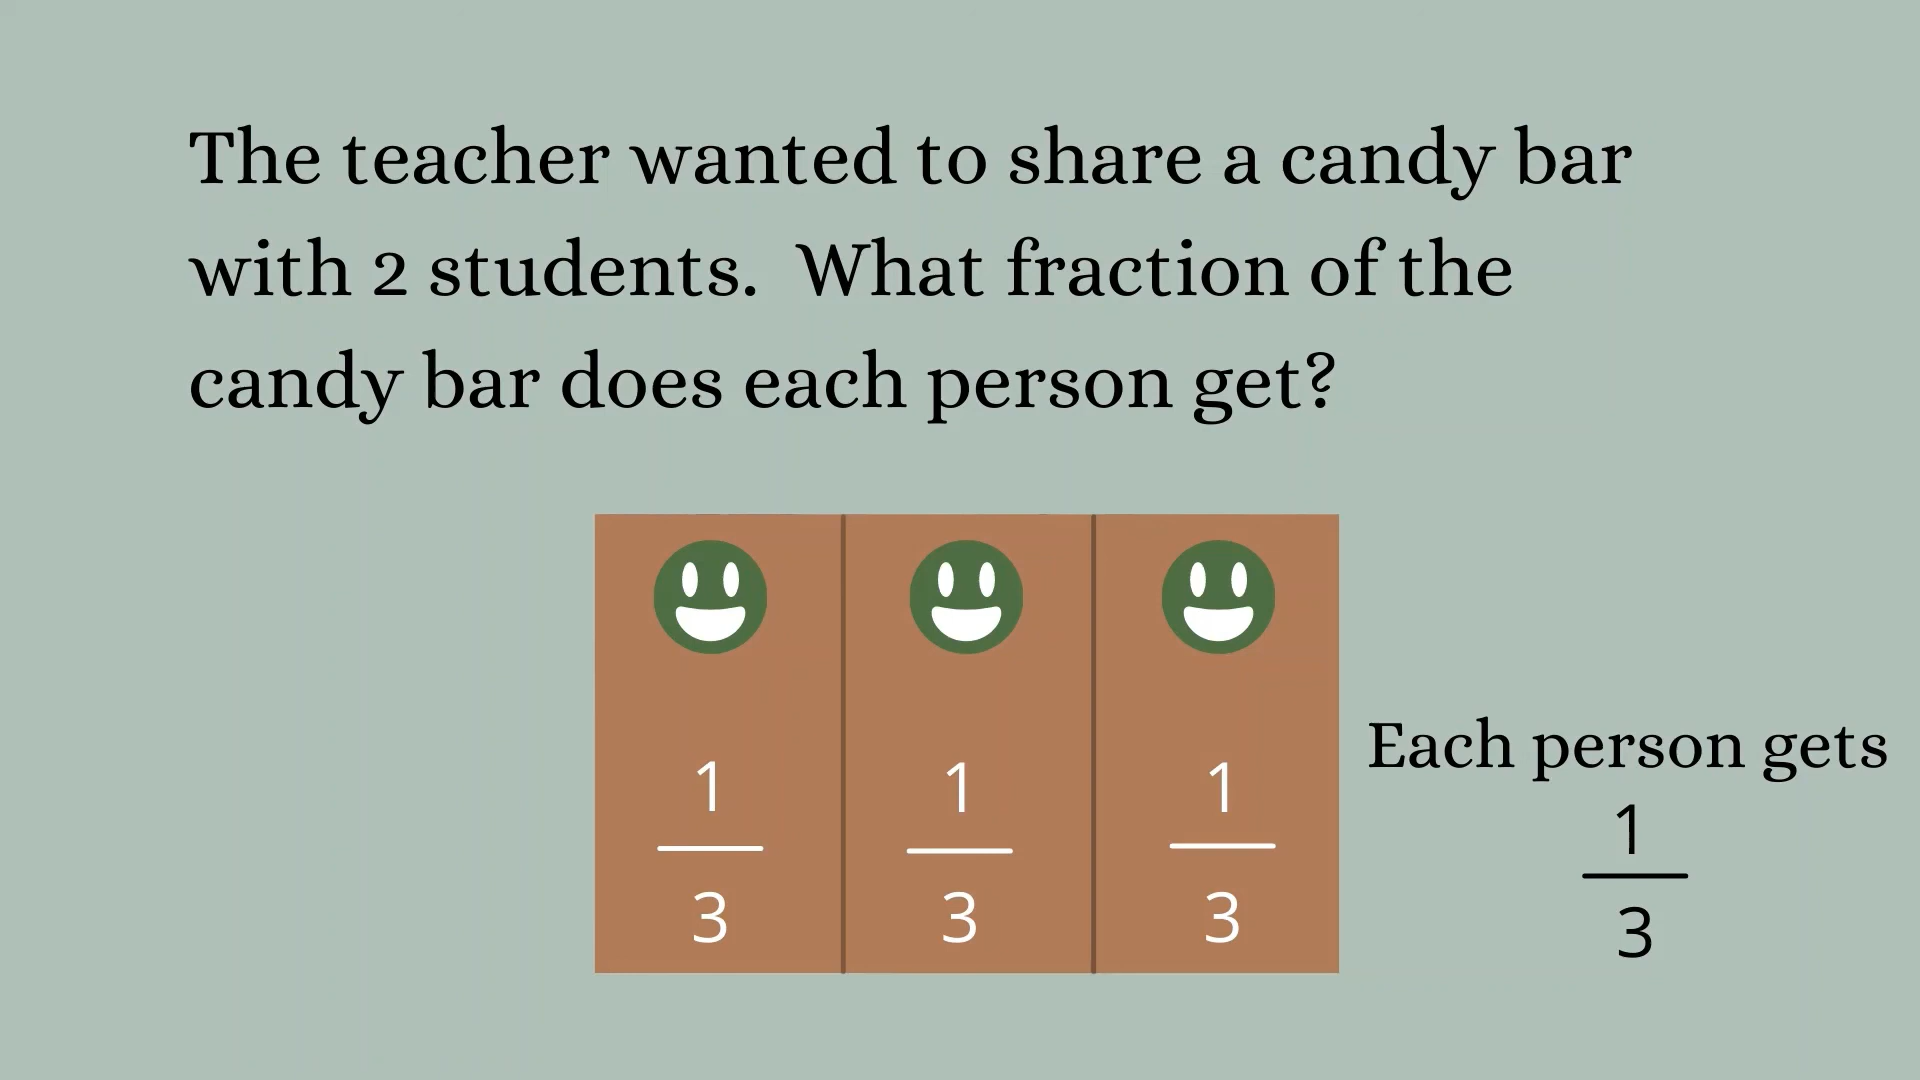 The teacher wanted to share a candy bar
with 2 students.  What fraction of the
candy bar does each person get?
1
3
1
3
1
3
Each person gets
1
3